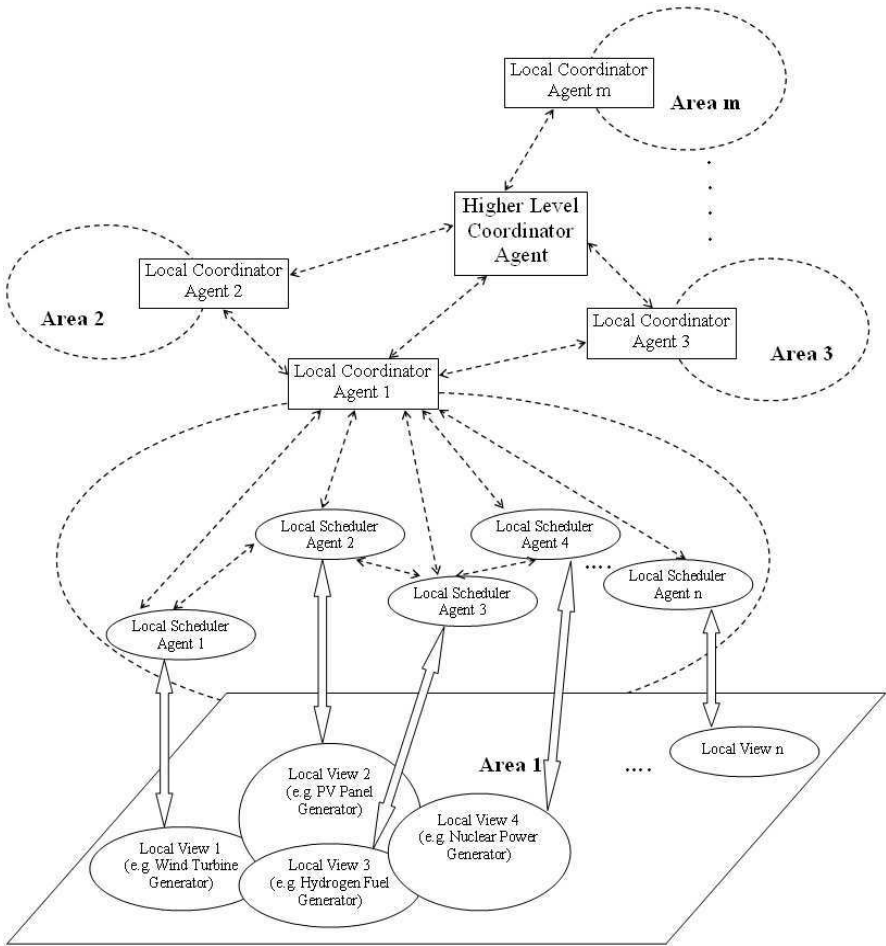 Local Coordinator
Agent m
Area m
Higher Level
Coordinator
Agent
Local Coordinator
Agent 2
Area 2
Local Coordinator
Agent 3
Area 3
Local Coordinator
Agent 1
Local Scheduler
Agent 2
Local Scheduler
Agent 4
....
Local Scheduler
Agent n
Local Scheduler
Agent 3
Local Scheduler
Agent 1
Area 1
....
Local View n
Local View 2
(e.g. PV Panel
Generator)
Local View 4
(e.g. Nuclear Power
Generator)
Local View 1
(e.g. Wind Turbine
Generator)
Local View 3
(e.g. Hydrogen Fuel
Generator)